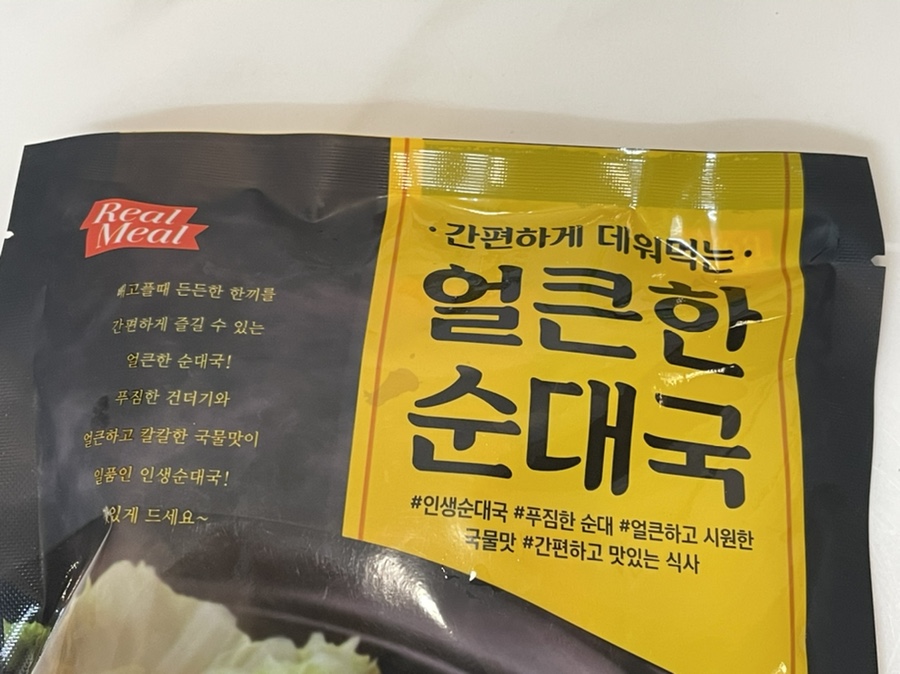 Real
Meal
배고플때 든든한 한끼를
간편하게 즐길 수 있는
얼큰한 순대국!
푸짐한 건더기와
얼큰하고 칼칼한 국물맛이
일품인 인생순대국!
있게 드세요~
·간편하게 데워먹는·
얼큰한
순대국
#인생순대국 #푸짐한 순대 #얼큰하고 시원한
국물맛 #간편하고 맛있는 식사